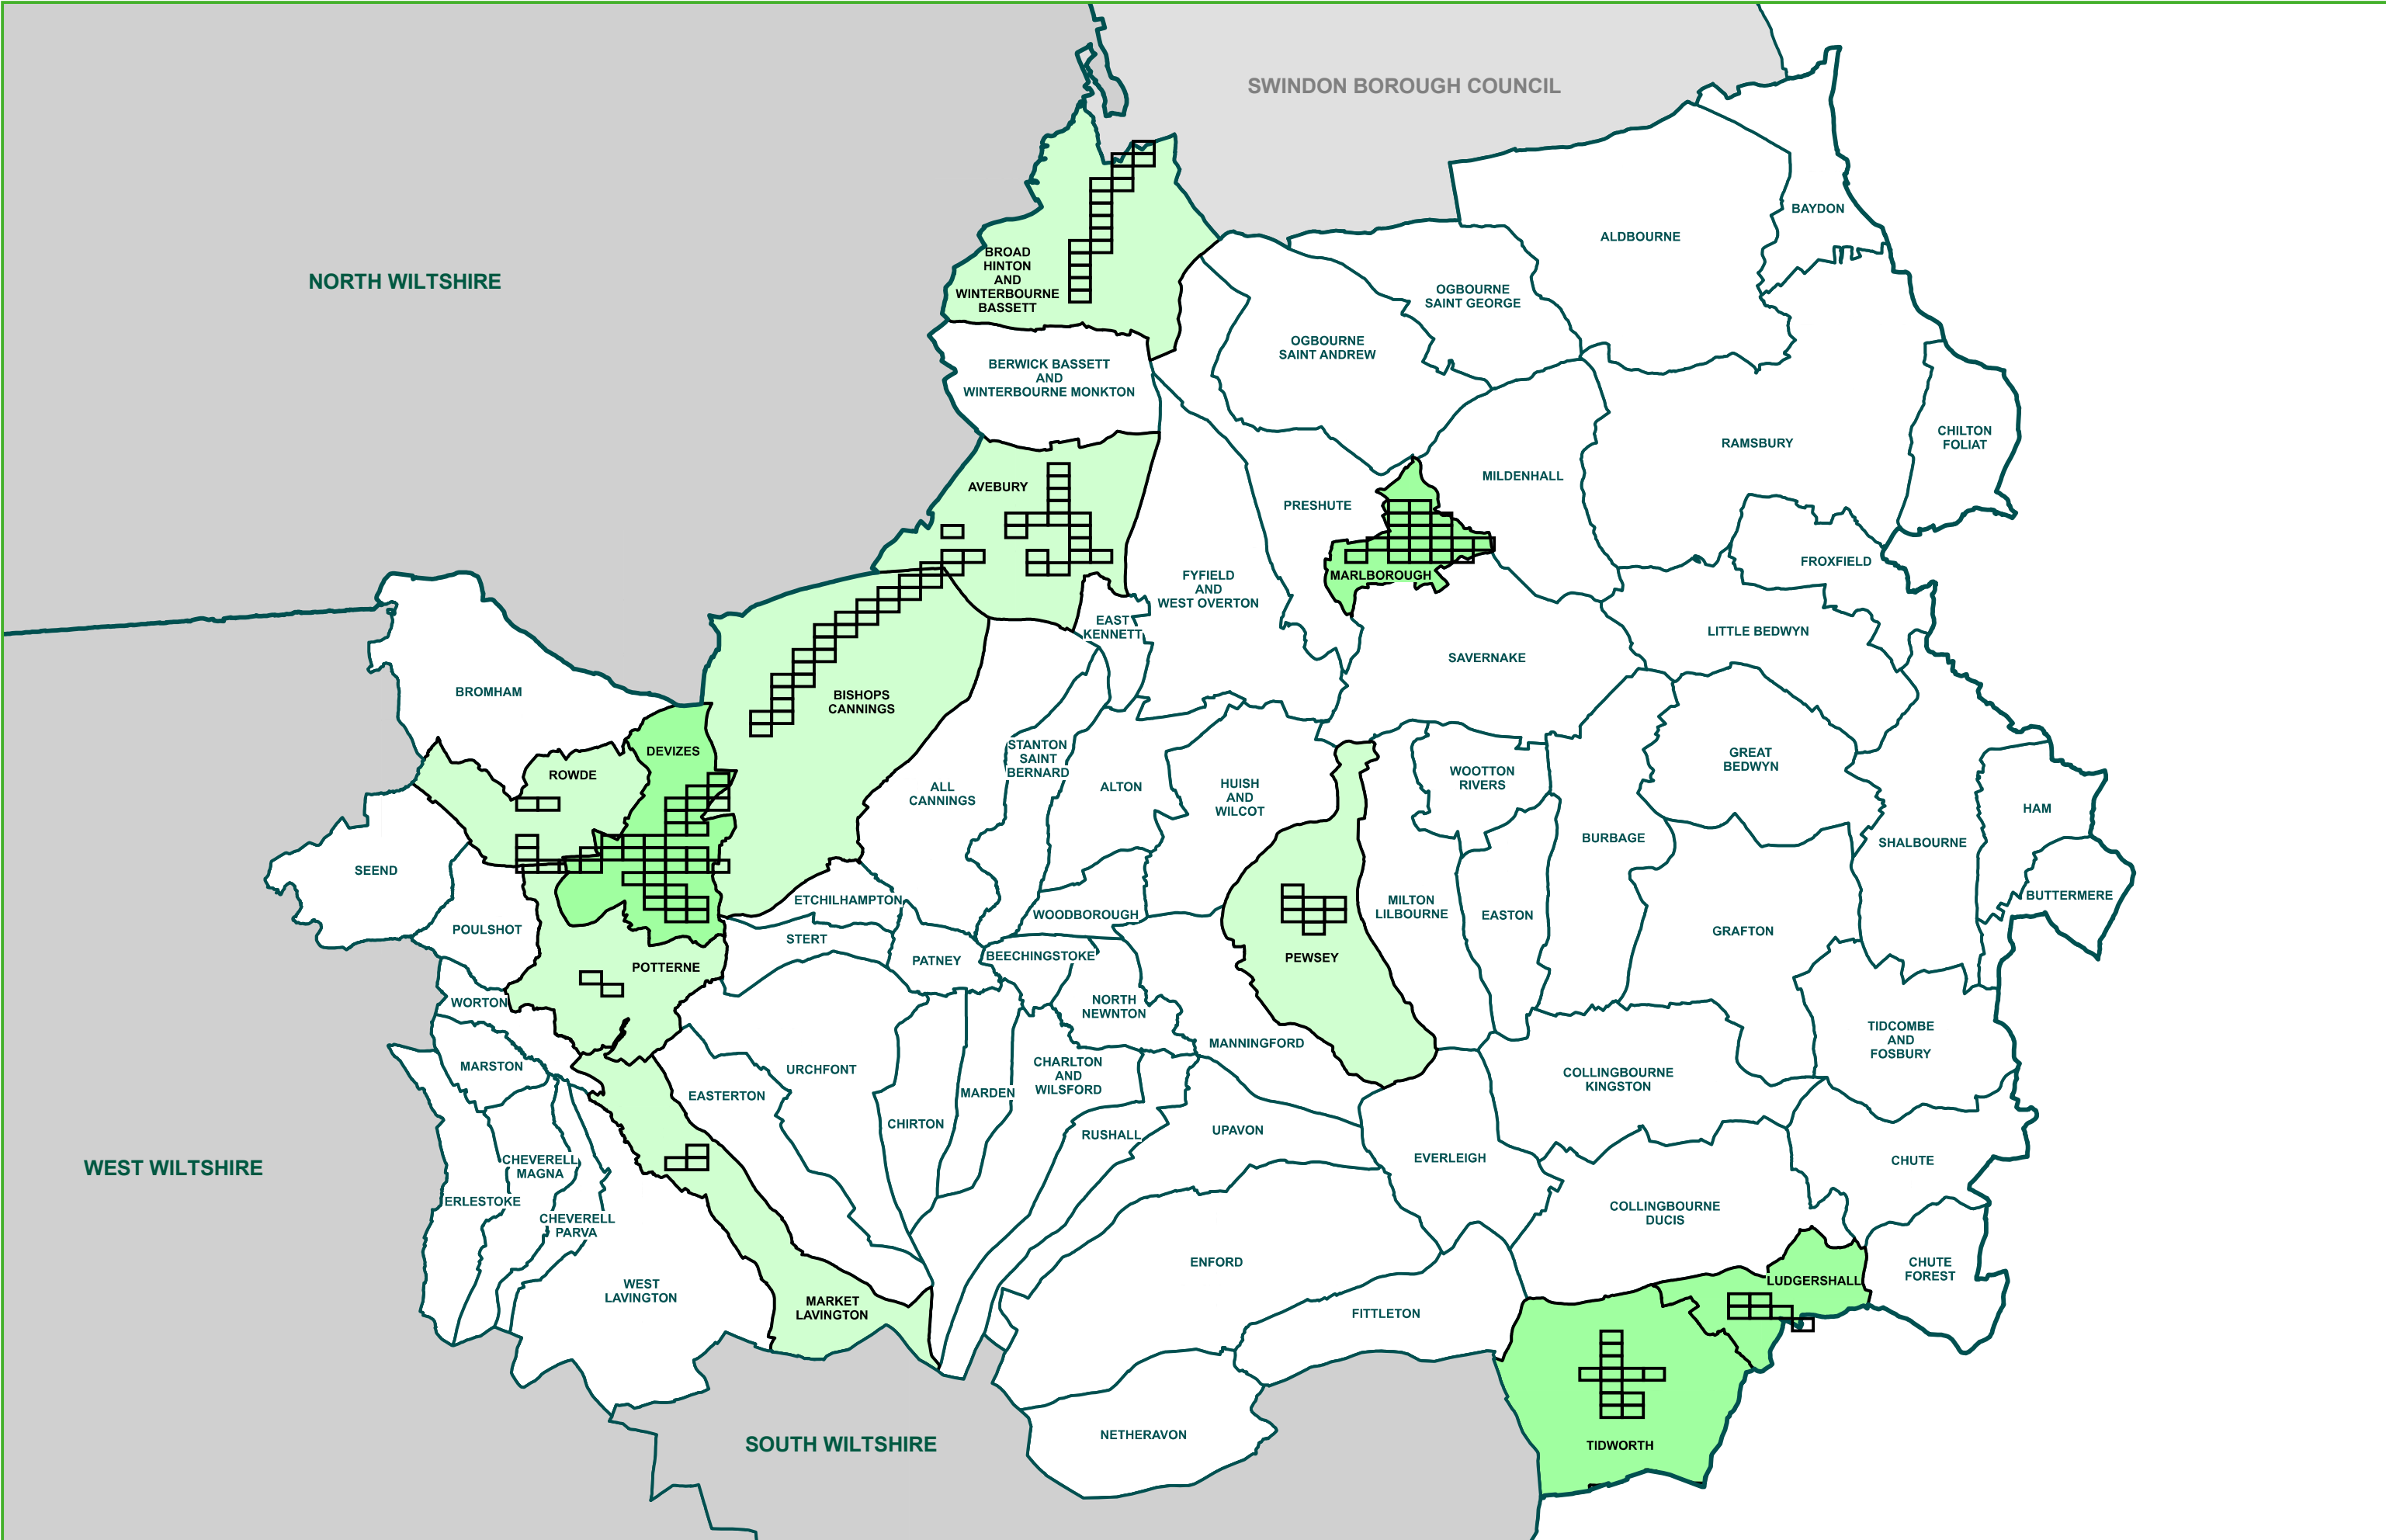 SWINDON BOROUGH COUNCIL
BAYDON
ALDBOURNE
NORTH WILTSHIRE
BROAD
HINTON
AND
WINTERBOURNE
BASSETT
OGBOURNE
SAINT GEORGE
OGBOURNE
SAINT ANDREW
BERWICK BASSETT
AND
WINTERBOURNE MONKTON
CHILTON
FOLIAT
RAMSBURY
MILDENHALL
AVEBURY
PRESHUTE
FROXFIELD
MARLBOROUGH
FYFIELD
AND
WEST OVERTON
EAST
KENNETT
LITTLE BEDWYN
SAVERNAKE
BROMHAM
BISHOPS
CANNINGS
DEVIZES
STANTON
SAINT
BERNARD
GREAT
BEDWYN
ROWDE
WOOTTON
RIVERS
ALL
CANNINGS
ALTON
HUISH
AND
WILCOT
HAM
BURBAGE
SHALBOURNE
SEEND
BUTTERMERE
ETCHILHAMPTON
MILTON
LILBOURNE
WOODBOROUGH
EASTON
POULSHOT
GRAFTON
STERT
BEECHINGSTOKE
PEWSEY
PATNEY
POTTERNE
WORTON
NORTH
NEWNTON
TIDCOMBE
AND
FOSBURY
MANNINGFORD
MARSTON
URCHFONT
CHARLTON
AND
WILSFORD
COLLINGBOURNE
KINGSTON
EASTERTON
MARDEN
CHIRTON
RUSHALL
UPAVON
WEST WILTSHIRE
CHEVERELL
MAGNA
EVERLEIGH
CHUTE
ERLESTOKE
CHEVERELL
PARVA
COLLINGBOURNE
DUCIS
ENFORD
CHUTE
FOREST
LUDGERSHALL
WEST
LAVINGTON
MARKET
LAVINGTON
FITTLETON
NETHERAVON
SOUTH WILTSHIRE
TIDWORTH